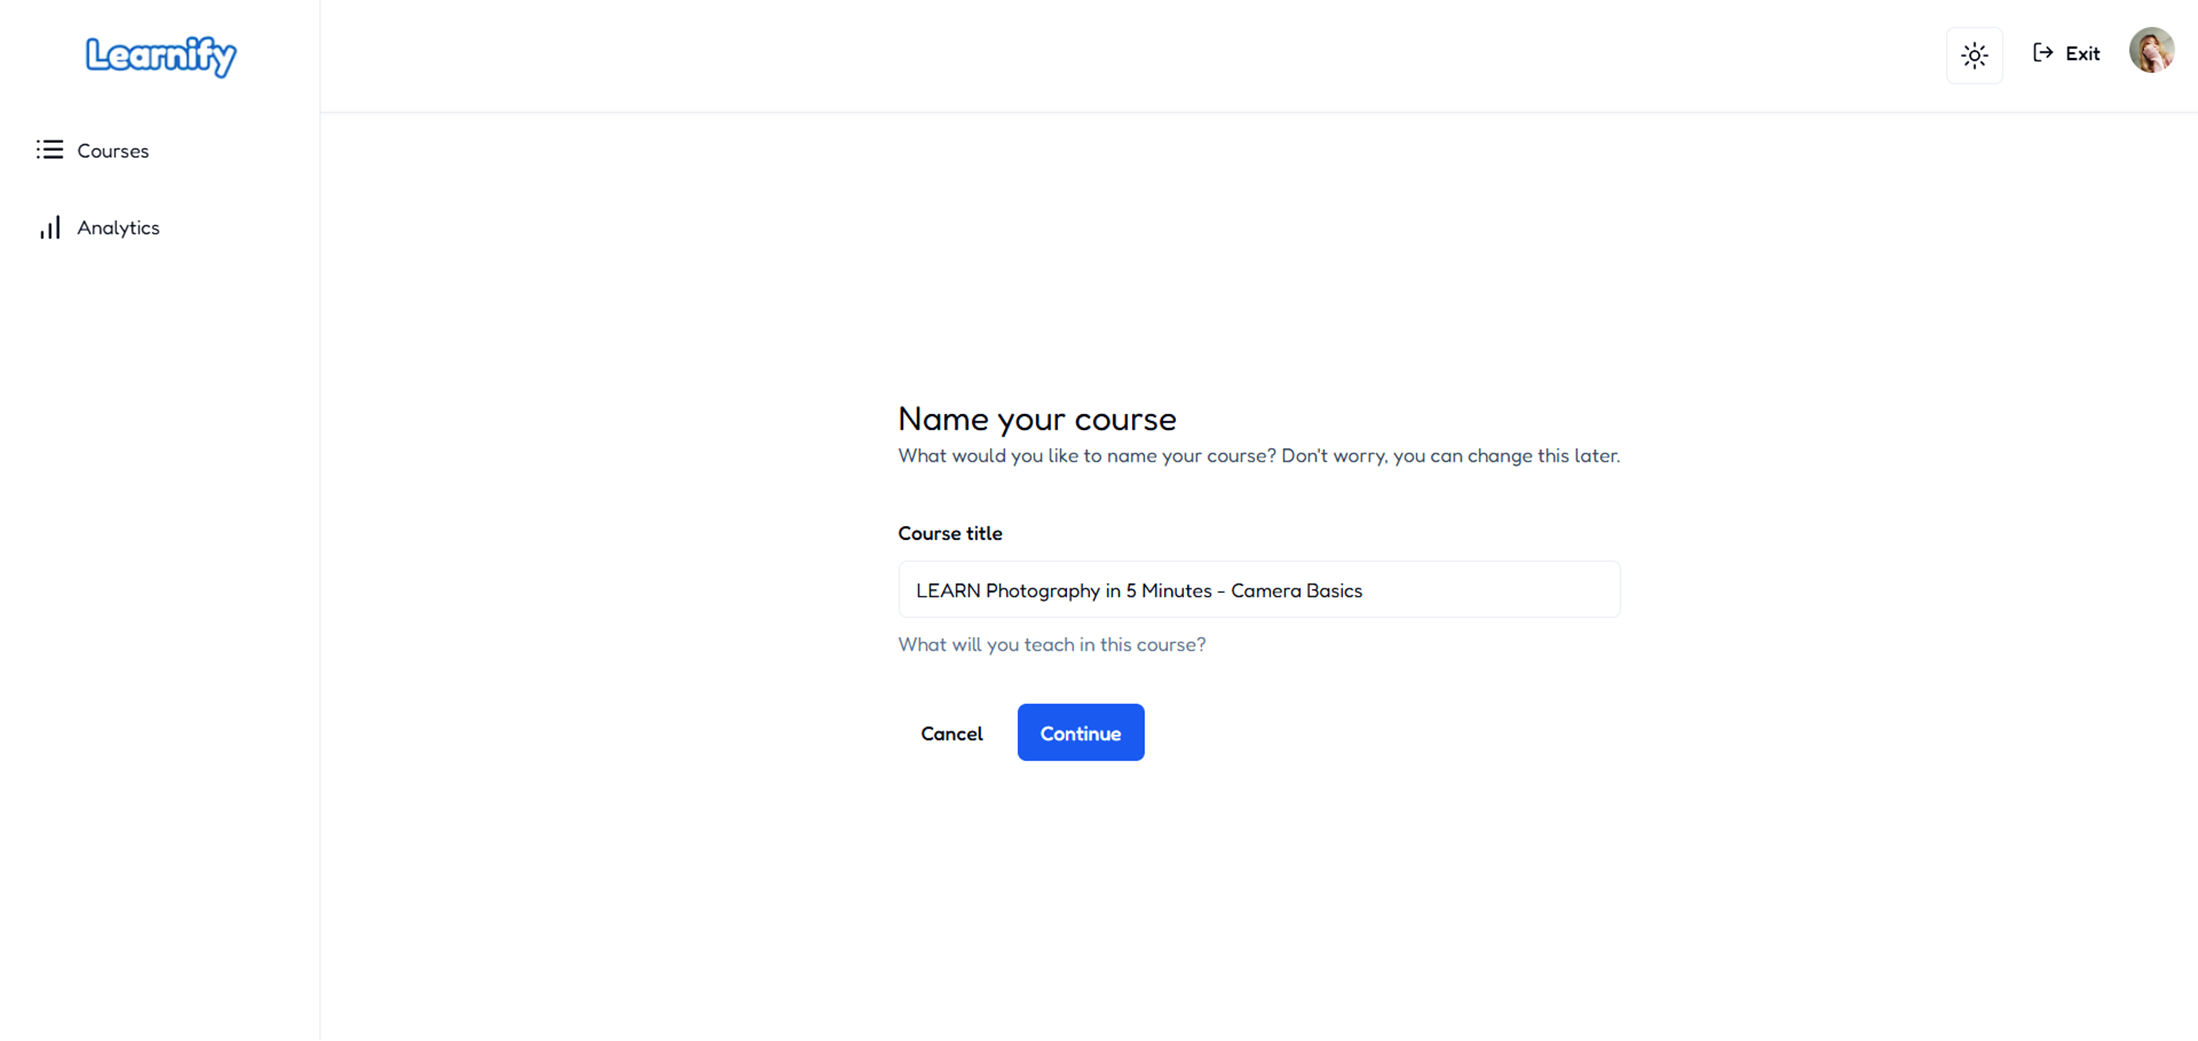 Learnify
Exit
Courses
Analytics
Name your course
What would you like to name your course? Don't worry, you can change this later.
Course title
LEARN Photography in 5 Minutes - Camera Basics
What will you teach in this course?
Cancel
Continue